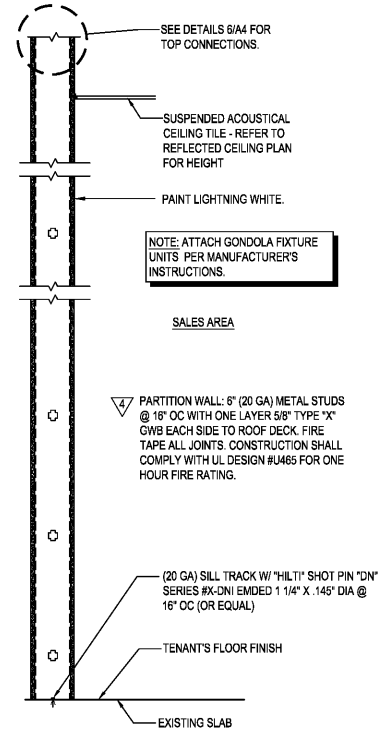 SEE DETAILS 6/A4 FOR
TOP CONNECTIONS.
SUSPENDED ACOUSTICAL
CEILING TILE - REFER TO
REFLECTED CEILING PLAN
FOR HEIGHT
PAINT LIGHTNING WHITE.
NOTE: ATTACH GONDOLA FIXTURE
UNITS PER MANUFACTURER'S
INSTRUCTIONS.
SALES AREA
4
PARTITION WALL: 6" (20 GA) METAL STUDS
@ 16" OC WITH ONE LAYER 5/8" TYPE "X"
GWB EACH SIDE TO ROOF DECK. FIRE
TAPE ALL JOINTS. CONSTRUCTION SHALL
COMPLY WITH UL DESIGN #U465 FOR ONE
HOUR FIRE RATING.
(20 GA) SILL TRACK W/ "HILTI" SHOT PIN "DN"
SERIES #X-DNI EMDED 1 1/4" X .145" DIA @
16" OC (OR EQUAL)
TENANT'S FLOOR FINISH
EXISTING SLAB